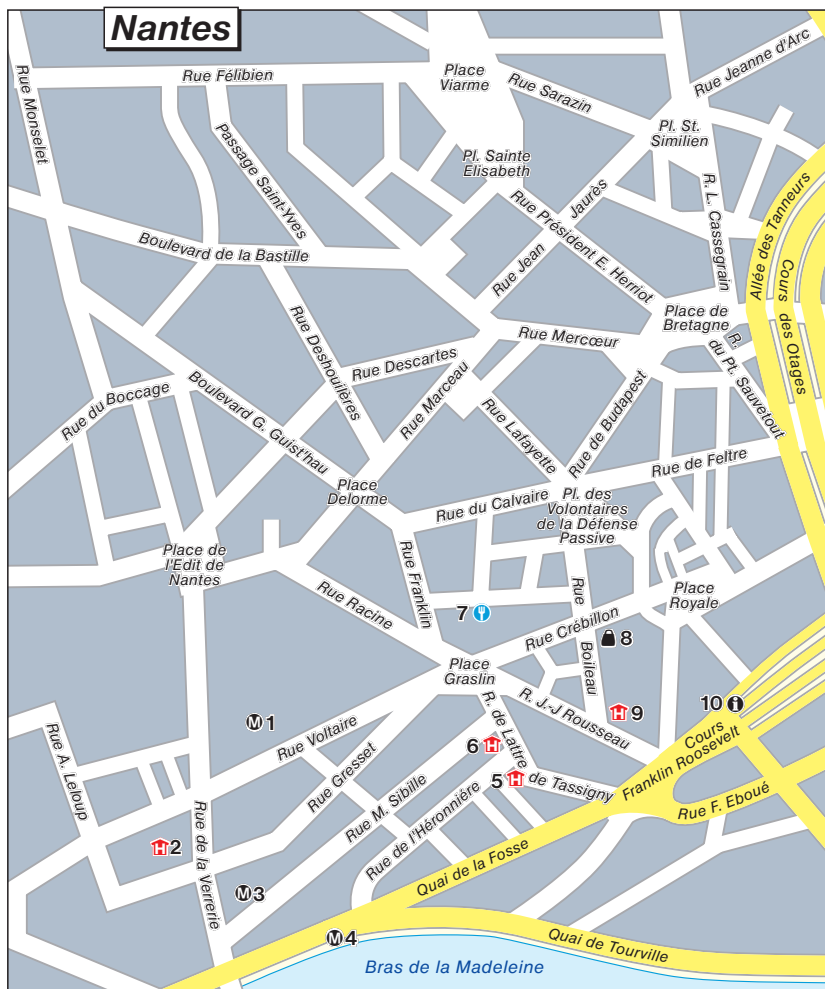 Nantes
Rue Monselet
Rue Félibien
Place
Viarme
Rue Sarazin
Rue Jeanne d'Arc
Pl. St.
Similien
Passage Saint-Yves
Pl. Sainte
Elisabeth
R. L. Cassegrain
Allée des Tanneurs
Cours des Otages
Rue Président E. Herriot
Rue Jean Jaurès
Boulevard de la Bastille
Place de
Bretagne
R. du Pt. Sauvetout
Rue Mercœur
Rue Deshoulières
Rue Descartes
Rue Marceau
Rue du Boccage
Boulevard G. Guist'hau
Rue Lafayette
Rue de Budapest
Rue de Feltre
Place
Delorme
Rue du Calvaire
Pl. des
Volontaires
de la Défense
Passive
Place de
l'Edit de
Nantes
Rue Franklin
Rue Racine
Rue Boileau
Place
Royale
7
Rue Crébillon
8
Place
Graslin
10 i
H 9
R. J.-J Rousseau
R. de Lattre de Tassigny
M 1
Rue Voltaire
6 H
5 H
Cours
Franklin Roosevelt
Rue A. Leloup
Rue Gresset
Rue M. Sibille
Rue de l'Héronnière
Rue F. Eboué
H 2
Rue de la Verrerie
M 3
Quai de la Fosse
M 4
Quai de Tourville
Bras de la Madeleine